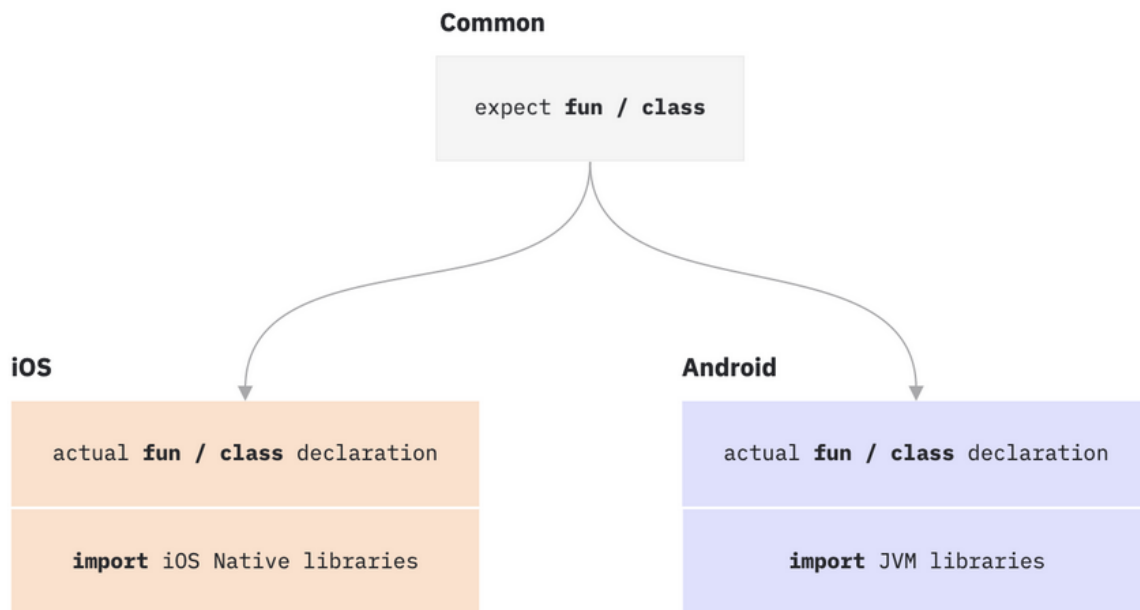 Common
expect fun / class
iOS
Android
actual fun / class declaration
actual fun / class declaration
import iOS Native libraries
import JVM libraries